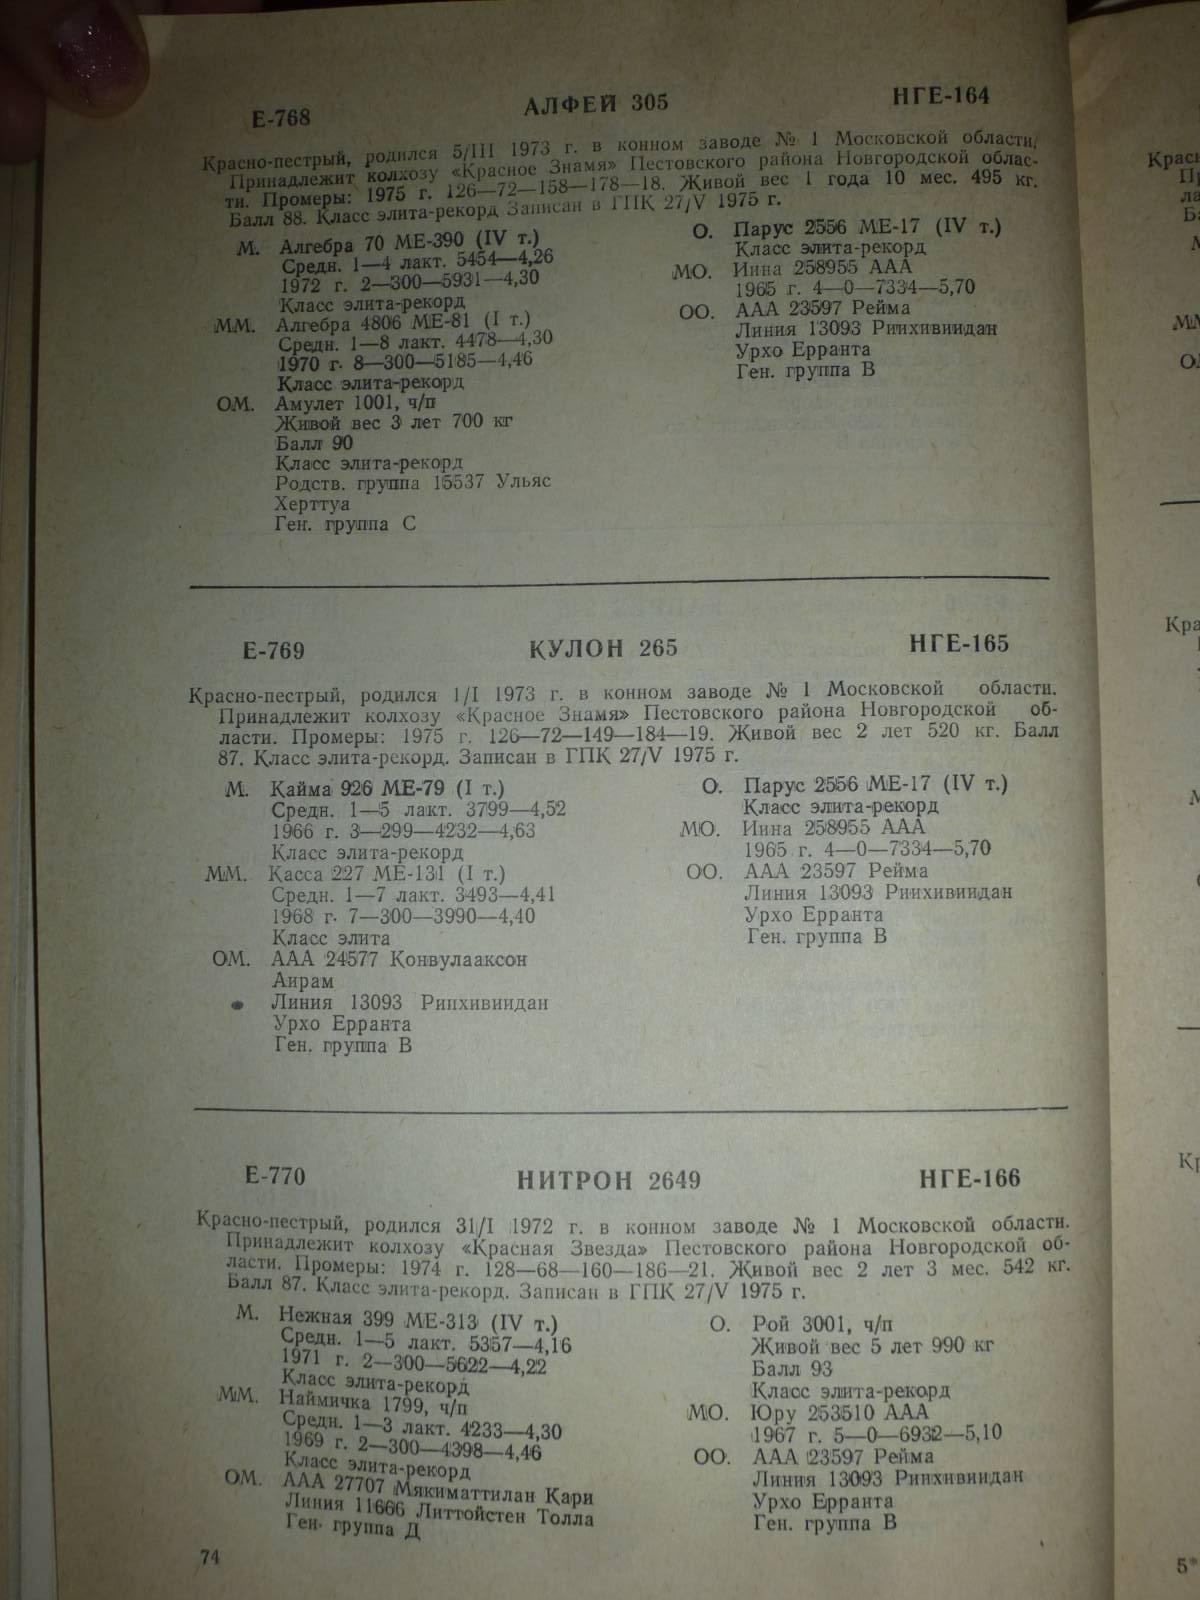 Е-768 АЛФЕЙ 305 НГЕ-164
Красно-пестрый, родился 5/III 1973 г. в конном заводе № 1 Московской области.
Принадлежит колхозу «Красное Знамя» Пестовского района Новгородской облас-
ти. Промеры: 1975 г. 126—72—158—178—18. Живой вес 1 года 10 мес. 495 кг.
Балл 88. Класс элита-рекорд Записан в ГПК 27/V 1975 г.
М. Алгебра 70 МЕ-390 (IV т.)
Средн. 1—4 лакт. 5454—4,26
1972 г. 2—300—5931—4,30
Класс элита-рекорд
ММ. Алгебра 4806 МЕ-81 (I т.)
Средн. 1—8 лакт. 4478—4,30
1970 г. 8—300—5185—4,46
Класс элита-рекорд
ОМ. Амулет 1001, ч/п
Живой вес 3 лет 700 кг
Балл 90
Класс элита-рекорд
Родств. группа 15537 Ульяс
Херттуа
Ген. группа С
О. Парус 2556 МЕ-17 (IV т.)
Класс элита-рекорд
МО. Иина 258955 ААА
1965 г. 4—0—7334—5,70
ОО. ААА 23597 Рейма
Линия 13093 Риихивиидан
Урхо Ерранта
Ген. группа В
Е-769 КУЛОН 265 НГЕ-165
Красно-пестрый, родился 1/I 1973 г. в конном заводе № 1 Московской области.
Принадлежит колхозу «Красное Знамя» Пестовского района Новгородской об-
ласти. Промеры: 1975 г. 126—72—149—184—19. Живой вес 2 лет 520 кг. Балл
87. Класс элита-рекорд. Записан в ГПК 27/V 1975 г.
М. Кайма 926 МЕ-79 (I т.)
Средн. 1—5 лакт. 3799—4,52
1966 г. 3—299—4232—4,63
Класс элита-рекорд
ММ. Касса 227 МЕ-131 (I т.)
Средн. 1—7 лакт. 3493—4,41
1968 г. 7—300—3990—4,40
Класс элита
ОМ. ААА 24577 Конвулааксон
Аирам
Линия 13093 Риихивиидан
Урхо Ерранта
Ген. группа В
О. Парус 2556 МЕ-17 (IV т.)
Класс элита-рекорд
МО. Иина 258955 ААА
1965 г. 4—0—7334—5,70
ОО. ААА 23597 Рейма
Линия 13093 Риихивиидан
Урхо Ерранта
Ген. группа В
Е-770 НИТРОН 2649 НГЕ-166
Красно-пестрый, родился 31/I 1972 г. в конном заводе № 1 Московской области.
Принадлежит колхозу «Красная Звезда» Пестовского района Новгородской об-
ласти. Промеры: 1974 г. 128—68—160—186—21. Живой вес 2 лет 3 мес. 542 кг.
Балл 87. Класс элита-рекорд. Записан в ГПК 27/V 1975 г.
М. Нежная 399 МЕ-313 (IV т.)
Средн. 1—5 лакт. 5357—4,16
1971 г. 2—300—5622—4,22
Класс элита-рекорд
ММ. Наймичка 1799, ч/п
Средн. 1—3 лакт. 4233—4,30
1969 г. 2—300—4398—4,46
Класс элита-рекорд
ОМ. ААА 27707 Мякиматтилан Кари
Линия 11666 Литтойстен Толла
Ген. группа Д
О. Рой 3001, ч/п
Живой вес 5 лет 990 кг
Балл 93
Класс элита-рекорд
МО. Юру 253510 ААА
1967 г. 5—0—6932—5,10
ОО. ААА 23597 Рейма
Линия 13093 Риихивиидан
Урхо Ерранта
Ген. группа В
74
5*